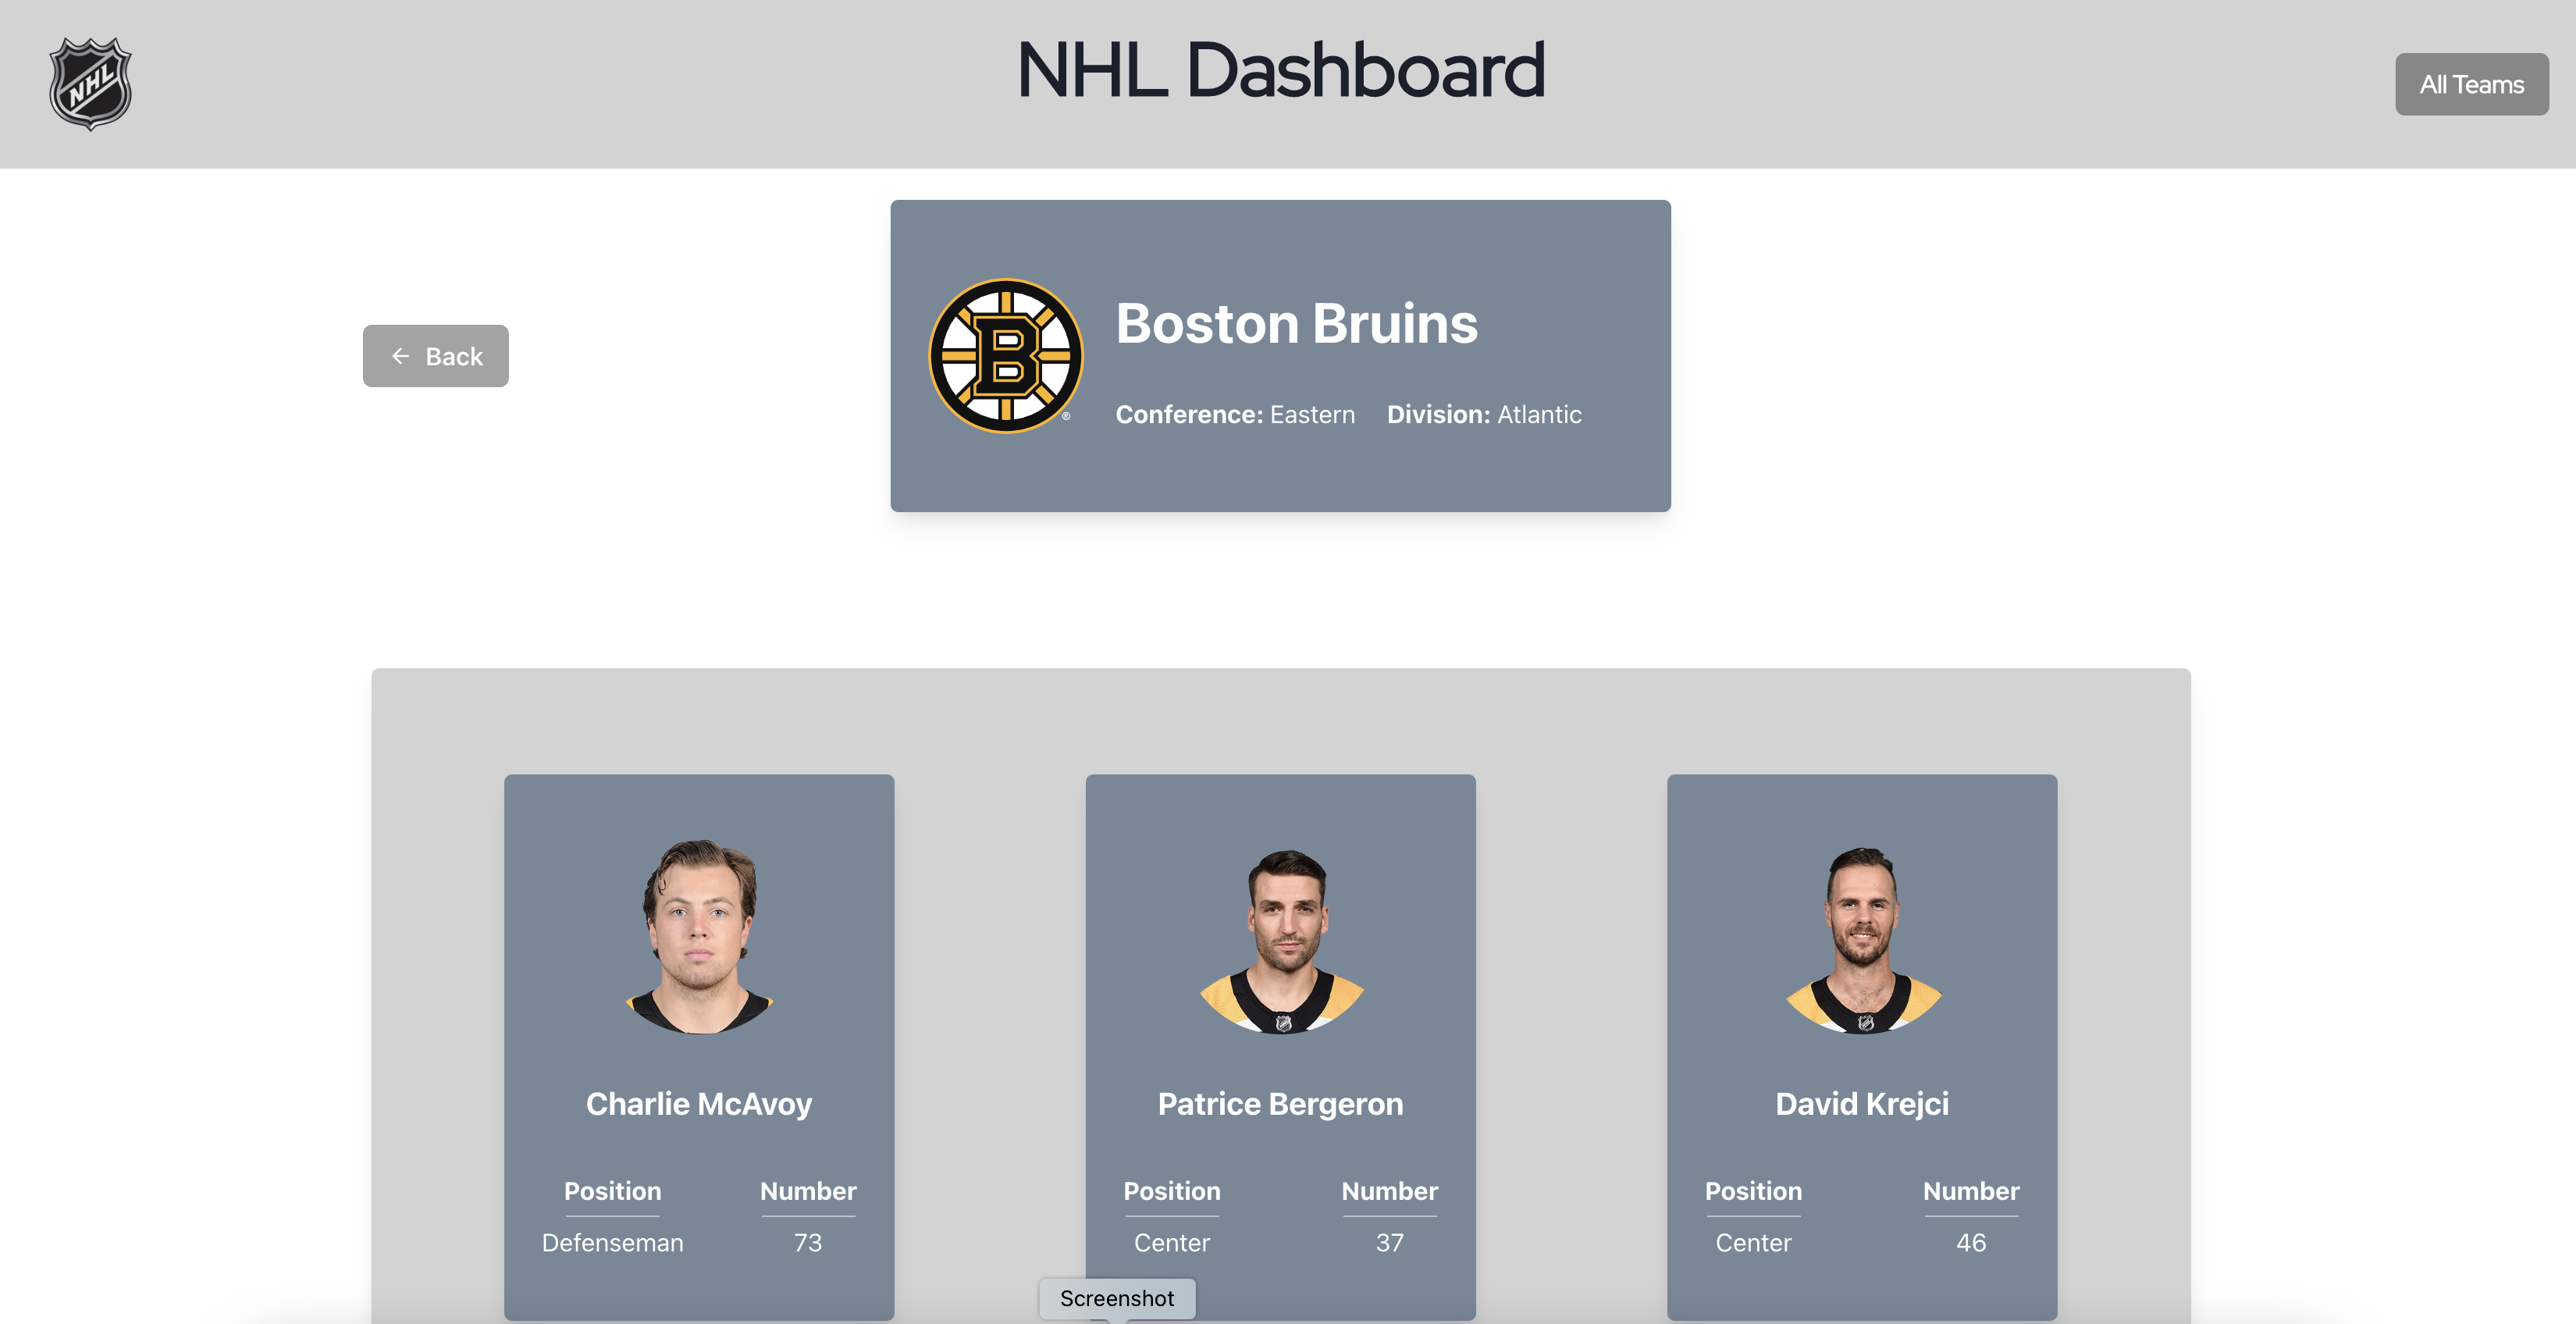 NHL
NHL Dashboard
All Teams
Back
B
®
Boston Bruins
Conference: Eastern Division: Atlantic
Charlie McAvoy
Patrice Bergeron
David Krejci
Position Number
Defenseman 73
Position Number
Center 37
Position Number
Center 46
Screenshot